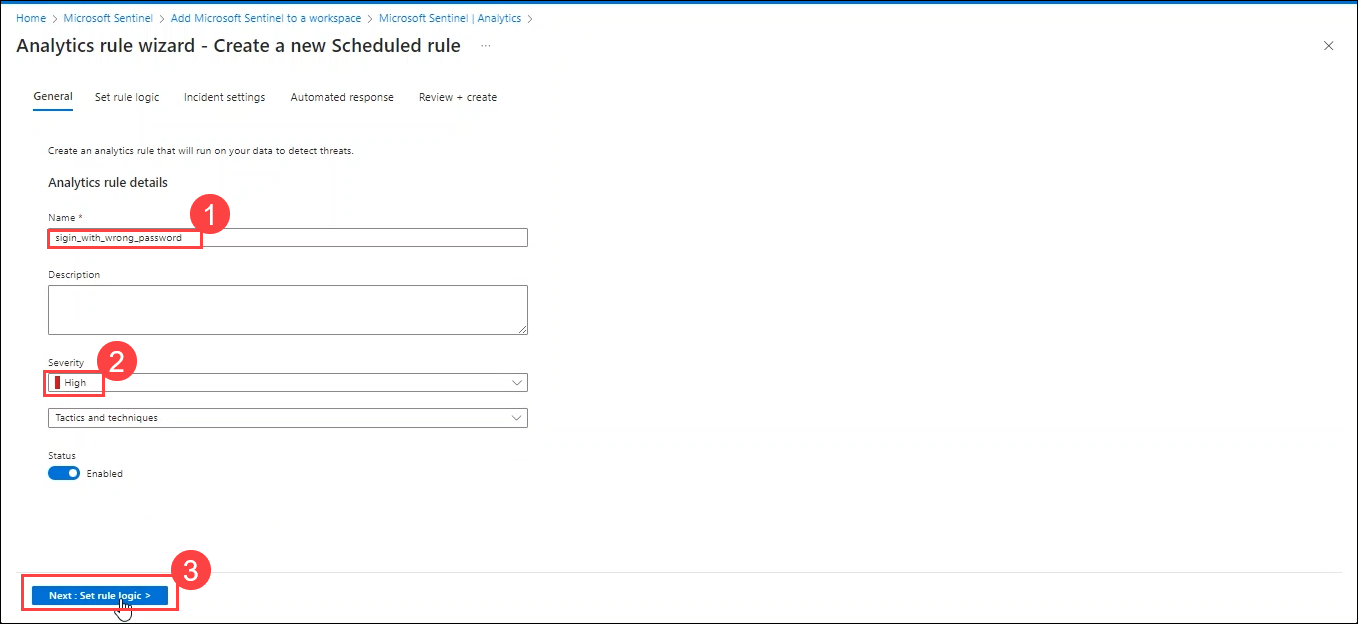 Home > Microsoft Sentinel > Add Microsoft Sentinel to a workspace > Microsoft Sentinel | Analytics >
Analytics rule wizard - Create a new Scheduled rule ...
General Set rule logic Incident settings Automated response Review + create
Create an analytics rule that will run on your data to detect threats.
Analytics rule details
Name *
1
sigin_with_wrong_password
Description
Severity
2
High
Tactics and techniques
Status
Enabled
3
Next : Set rule logic >